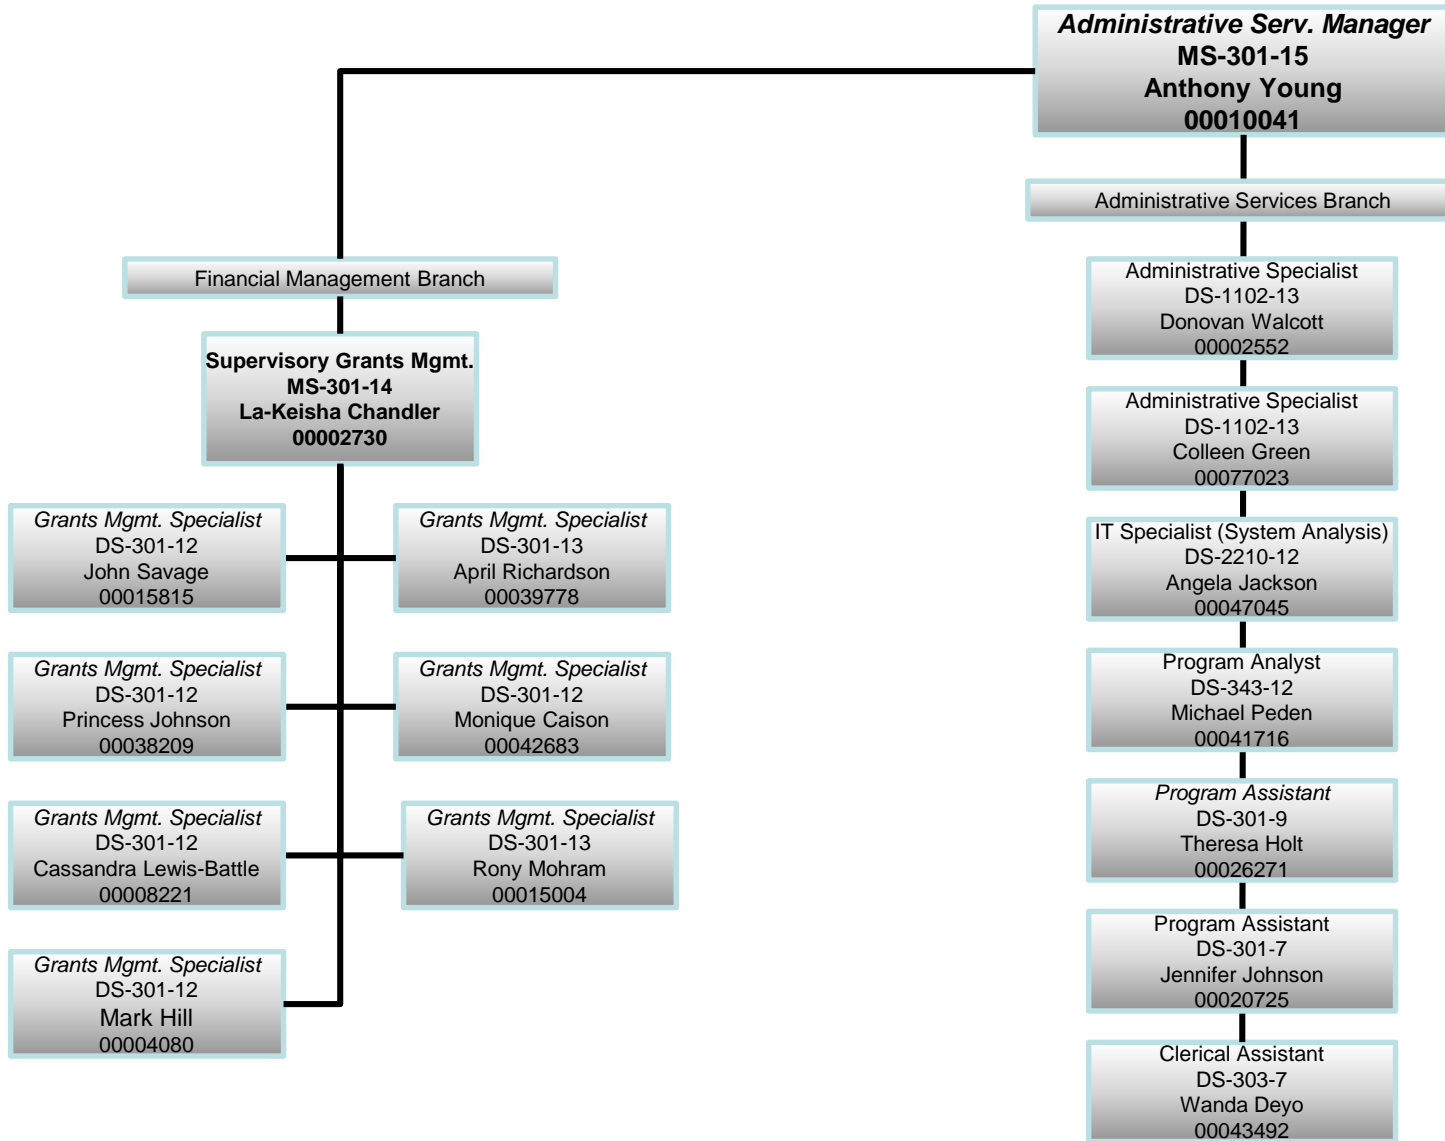 Administrative Serv. Manager
MS-301-15
Anthony Young
00010041
Administrative Services Branch
Financial Management Branch
Supervisory Grants Mgmt.
MS-301-14
La-Keisha Chandler
00002730
Grants Mgmt. Specialist
DS-301-12
John Savage
00015815
Grants Mgmt. Specialist
DS-301-13
April Richardson
00039778
Grants Mgmt. Specialist
DS-301-12
Princess Johnson
00038209
Grants Mgmt. Specialist
DS-301-12
Monique Caison
00042683
Grants Mgmt. Specialist
DS-301-12
Cassandra Lewis-Battle
00008221
Grants Mgmt. Specialist
DS-301-13
Rony Mohram
00015004
Grants Mgmt. Specialist
DS-301-12
Mark Hill
00004080
Administrative Specialist
DS-1102-13
Donovan Walcott
00002552
Administrative Specialist
DS-1102-13
Colleen Green
00077023
IT Specialist (System Analysis)
DS-2210-12
Angela Jackson
00047045
Program Analyst
DS-343-12
Michael Peden
00041716
Program Assistant
DS-301-9
Theresa Holt
00026271
Program Assistant
DS-301-7
Jennifer Johnson
00020725
Clerical Assistant
DS-303-7
Wanda Deyo
00043492